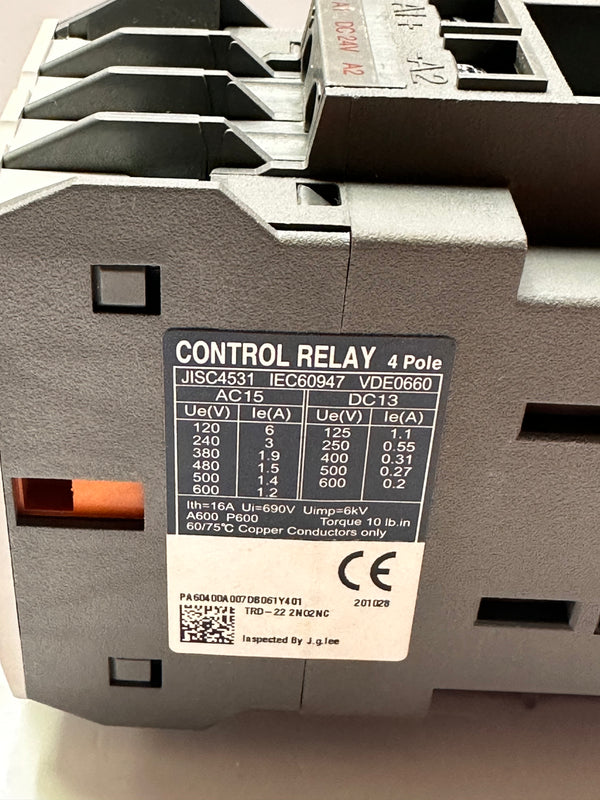 A1 DC24V A2
A1+ -A2
CONTROL RELAY 4 Pole
JISC4531 IEC60947 VDE0660
AC15 DC13
Ue(V) Ie(A) Ue(V) Ie(A)
120 6 125 1.1
240 3 250 0.55
380 1.9 400 0.31
480 1.5 500 0.27
500 1.4 600 0.2
600 1.2
Ith=16A Ui=690V Uimp=6kV
A600 P600 Torque 10 lb.in
60/75℃ Copper Conductors only
CE
PA60400A007DB061Y401 201028
TRD-22 2NO2NC
Inspected By J.g.lee